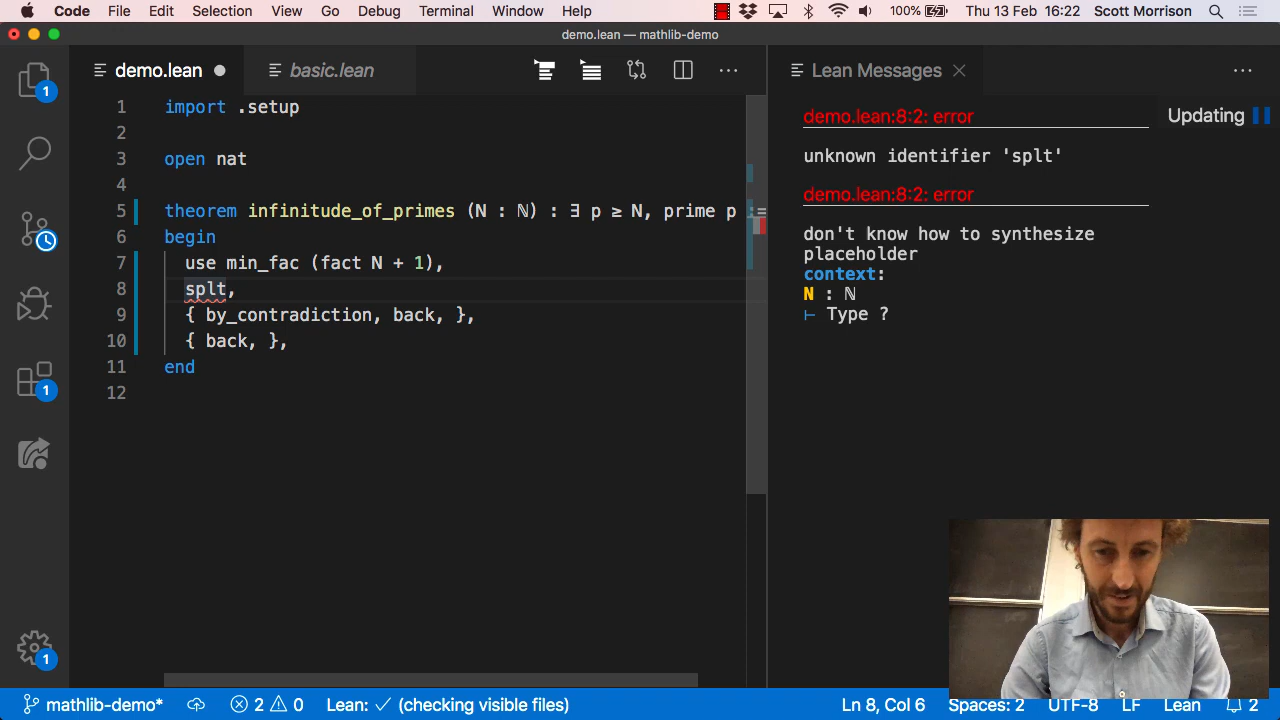 Code File Edit Selection View Go Debug Terminal Window Help 100% Thu 13 Feb 16:22 Scott Morrison
demo.lean — mathlib-demo
demo.lean basic.lean
Lean Messages
1 import .setup
2
3 open nat
4
5 theorem infinitude_of_primes (N : ℕ) : ∃ p ≥ N, prime p :=
6 begin
7 use min_fac (fact N + 1),
8 splt,
9 { by_contradiction, back, },
10 { back, },
11 end
12
demo.lean:8:2: error
Updating
unknown identifier 'splt'
demo.lean:8:2: error
don't know how to synthesize
placeholder
context:
N : ℕ
⊢ Type ?
1
1
1
mathlib-demo* 2 0 Lean: ✓ (checking visible files) Ln 8, Col 6 Spaces: 2 UTF-8 LF Lean 2